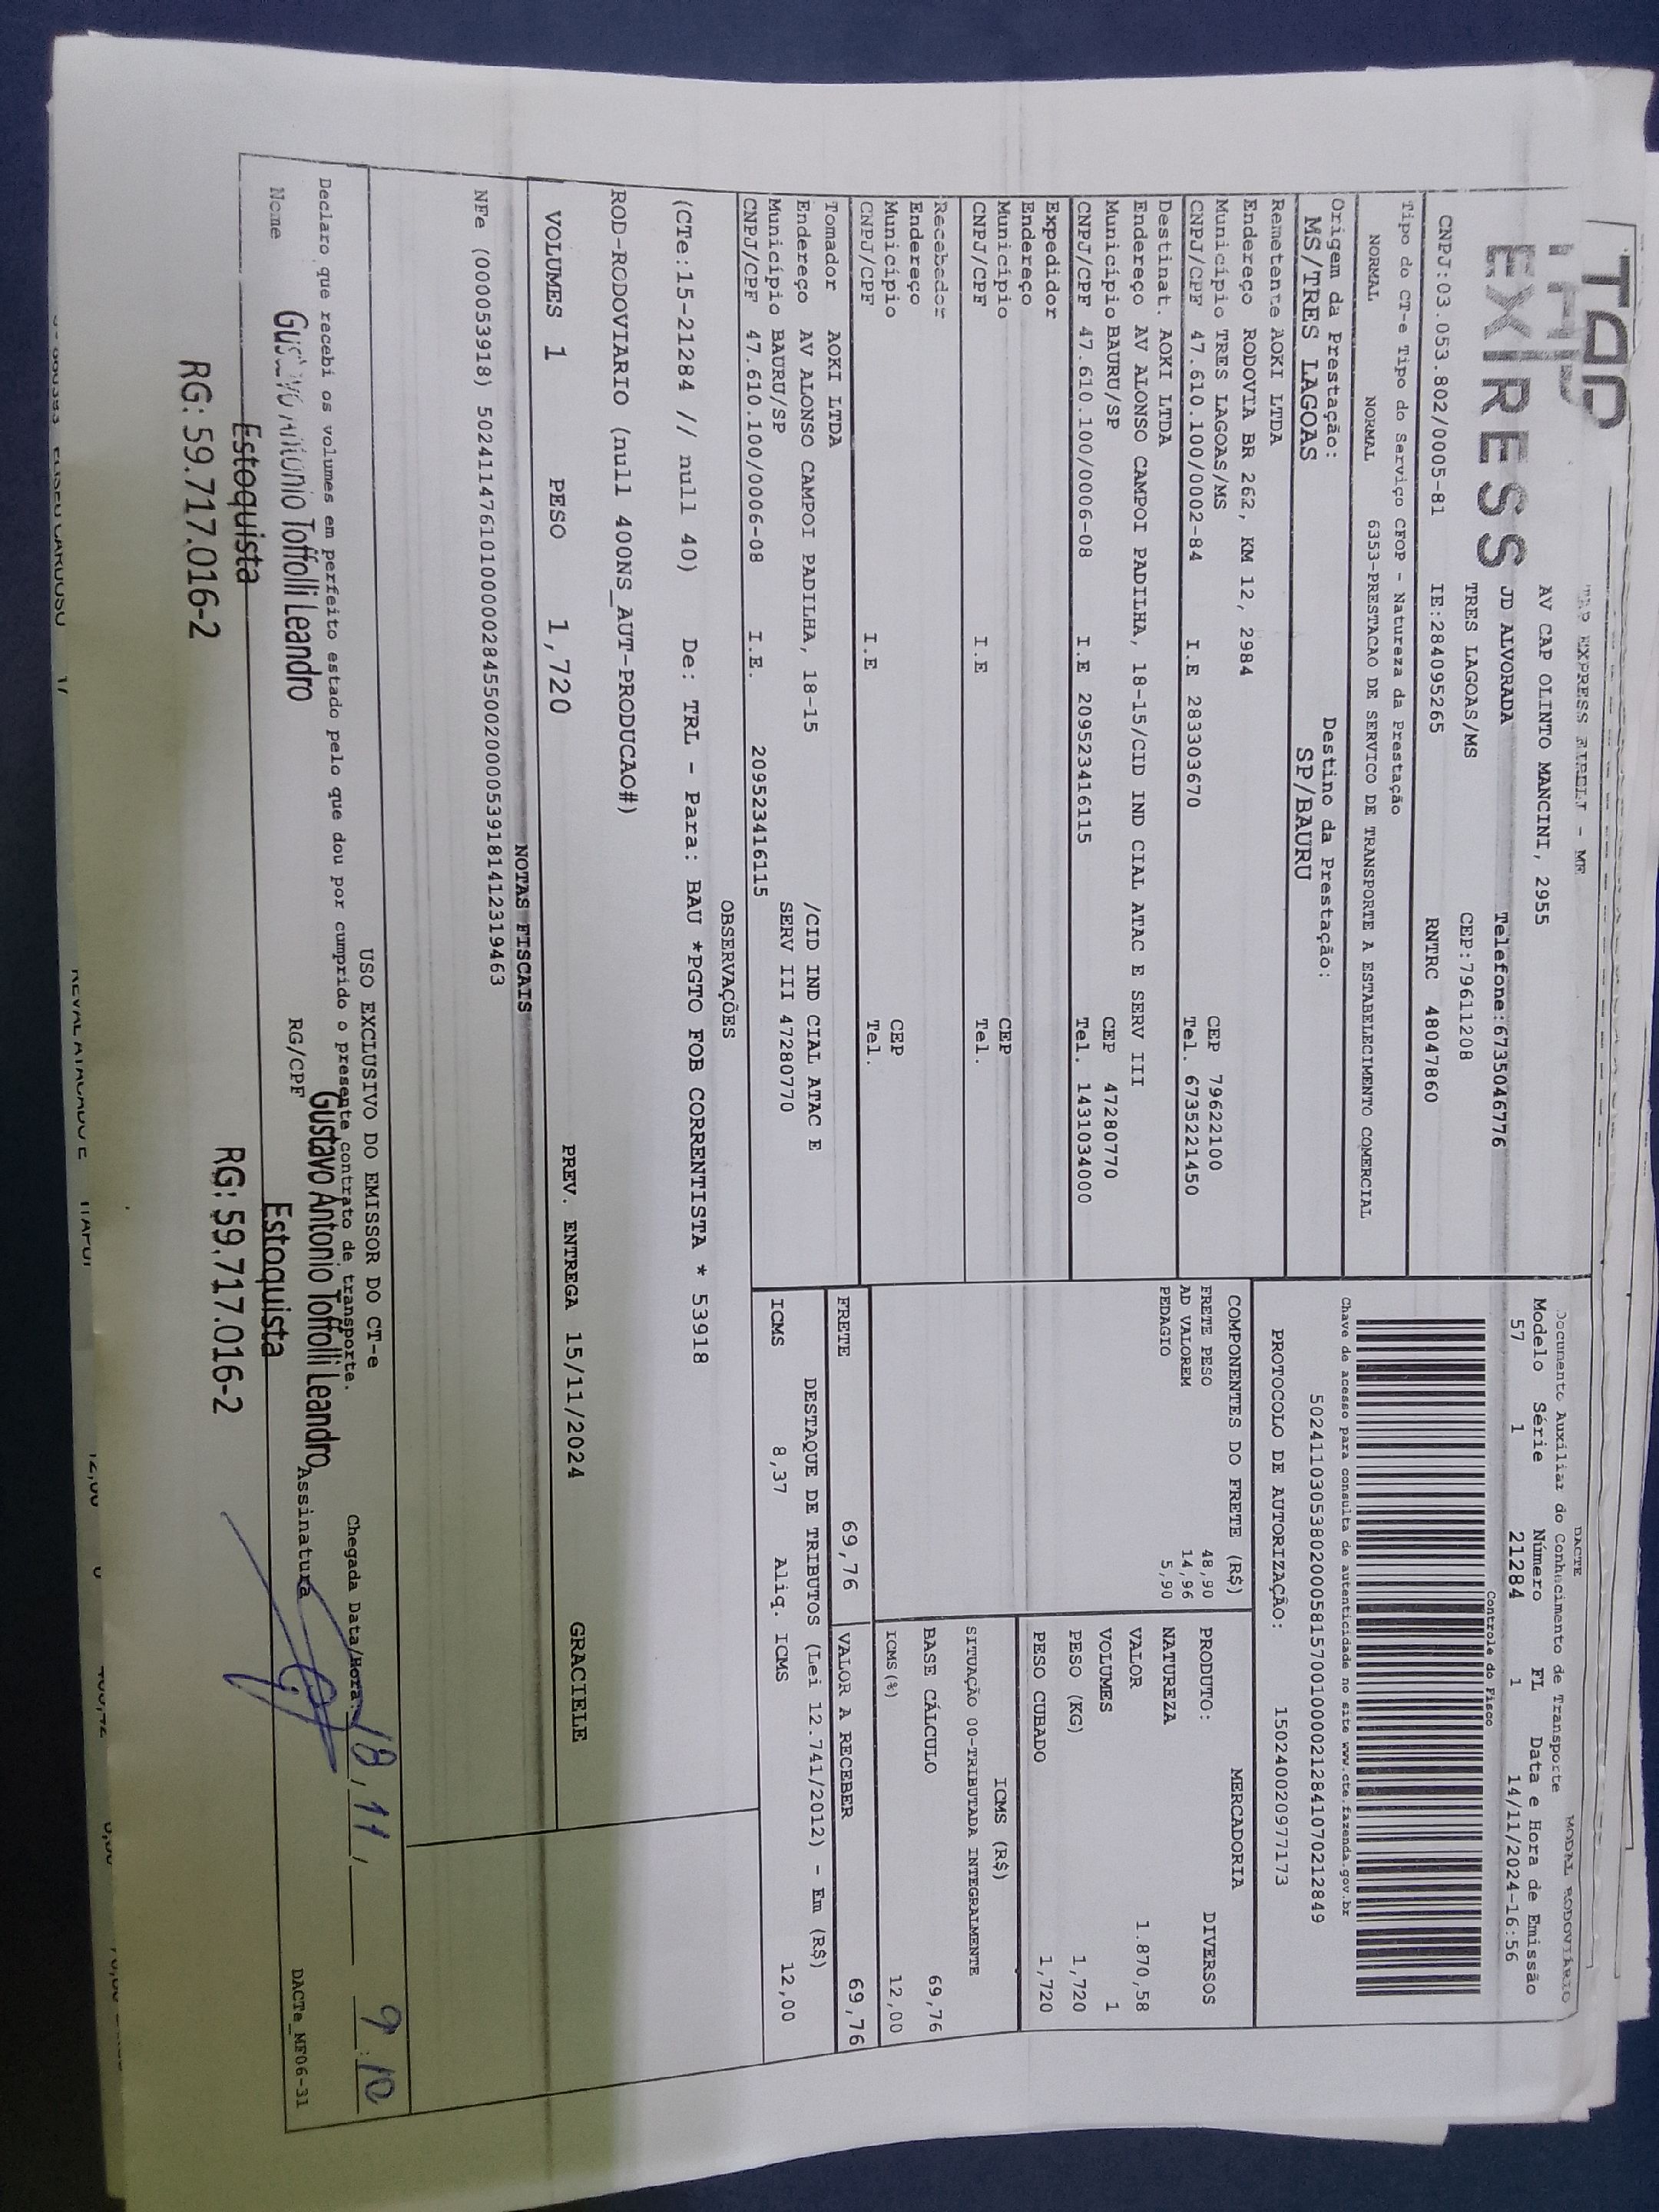 TAP
EXPRESS
TAP EXPRESS EIRELI - ME
AV CAP OLINTO MANCINI, 2955
JD ALVORADA Telefone:6735046776
TRES LAGOAS/MS CEP:79611208
CNPJ:03.053.802/0005-81 IE:284095265 RNTRC 48047860
Tipo do CT-e Tipo do Serviço CFOP - Natureza da Prestação
NORMAL NORMAL 6353-PRESTACAO DE SERVICO DE TRANSPORTE A ESTABELECIMENTO COMERCIAL
Origem da Prestação: Destino da Prestação:
MS/TRES LAGOAS SP/BAURU
DACTE MODAL RODOVIÁRIO
Documento Auxiliar do Conhecimento de Transporte
Modelo Série Número FL Data e Hora de Emissão
57 1 21284 1 14/11/2024-16:56
Controle do Fisco
Chave de acesso para consulta de autenticidade no site www.cte.fazenda.gov.br
50241103053802000581570010000212841070212849
PROTOCOLO DE AUTORIZAÇÃO: 150240020977173
Remetente AOKI LTDA
Endereço RODOVIA BR 262, KM 12, 2984
Município TRES LAGOAS/MS CEP 79622100
CNPJ/CPF 47.610.100/0002-84 I.E 283303670 Tel. 6735221450
Destinat. AOKI LTDA
Endereço AV ALONSO CAMPOI PADILHA, 18-15/CID IND CIAL ATAC E SERV III
Município BAURU/SP CEP 47280770
CNPJ/CPF 47.610.100/0006-08 I.E 209523416115 Tel. 1431034000
Expedidor
Endereço
Município CEP
CNPJ/CPF I.E Tel.
Recebedor
Endereço
Município CEP
CNPJ/CPF I.E Tel.
Tomador AOKI LTDA
Endereço AV ALONSO CAMPOI PADILHA, 18-15 /CID IND CIAL ATAC E
Município BAURU/SP SERV III 47280770
CNPJ/CPF 47.610.100/0006-08 I.E. 209523416115
COMPONENTES DO FRETE (R$)
FRETE PESO 48,90
AD VALOREM 14,96
PEDAGIO 5,90
MERCADORIA
PRODUTO: DIVERSOS
NATUREZA
VALOR 1.870,58
VOLUMES 1
PESO (KG) 1,720
PESO CUBADO 1,720
ICMS (R$)
SITUAÇÃO 00-TRIBUTADA INTEGRALMENTE
BASE CÁLCULO 69,76
ICMS(%) 12,00
FRETE 69,76 VALOR A RECEBER 69,76
DESTAQUE DE TRIBUTOS (Lei 12.741/2012) - Em (R$)
ICMS 8,37 Aliq. ICMS 12,00
OBSERVAÇÕES
(CTe:15-21284 // null 40) De: TRL - Para: BAU *PGTO FOB CORRENTISTA * 53918
ROD-RODOVIARIO (null 400NS_AUT-PRODUCAO#)
VOLUMES 1 PESO 1,720 PREV. ENTREGA 15/11/2024 GRACIELE
NOTAS FISCAIS
NFe (000053918) 50241147610100000284550020000539181412319463
USO EXCLUSIVO DO EMISSOR DO CT-e
Declaro que recebi os volumes em perfeito estado pelo que dou por cumprido o presente contrato de transporte.
Chegada Data/Hora: 18/11/ 9:10
Nome Gustavo Antonio Toffolli Leandro RG/CPF Gustavo Antonio Toffolli Leandro Assinatura
Estoquista Estoquista
RG: 59.717.016-2 RG: 59.717.016-2
DACTe_MF06-31